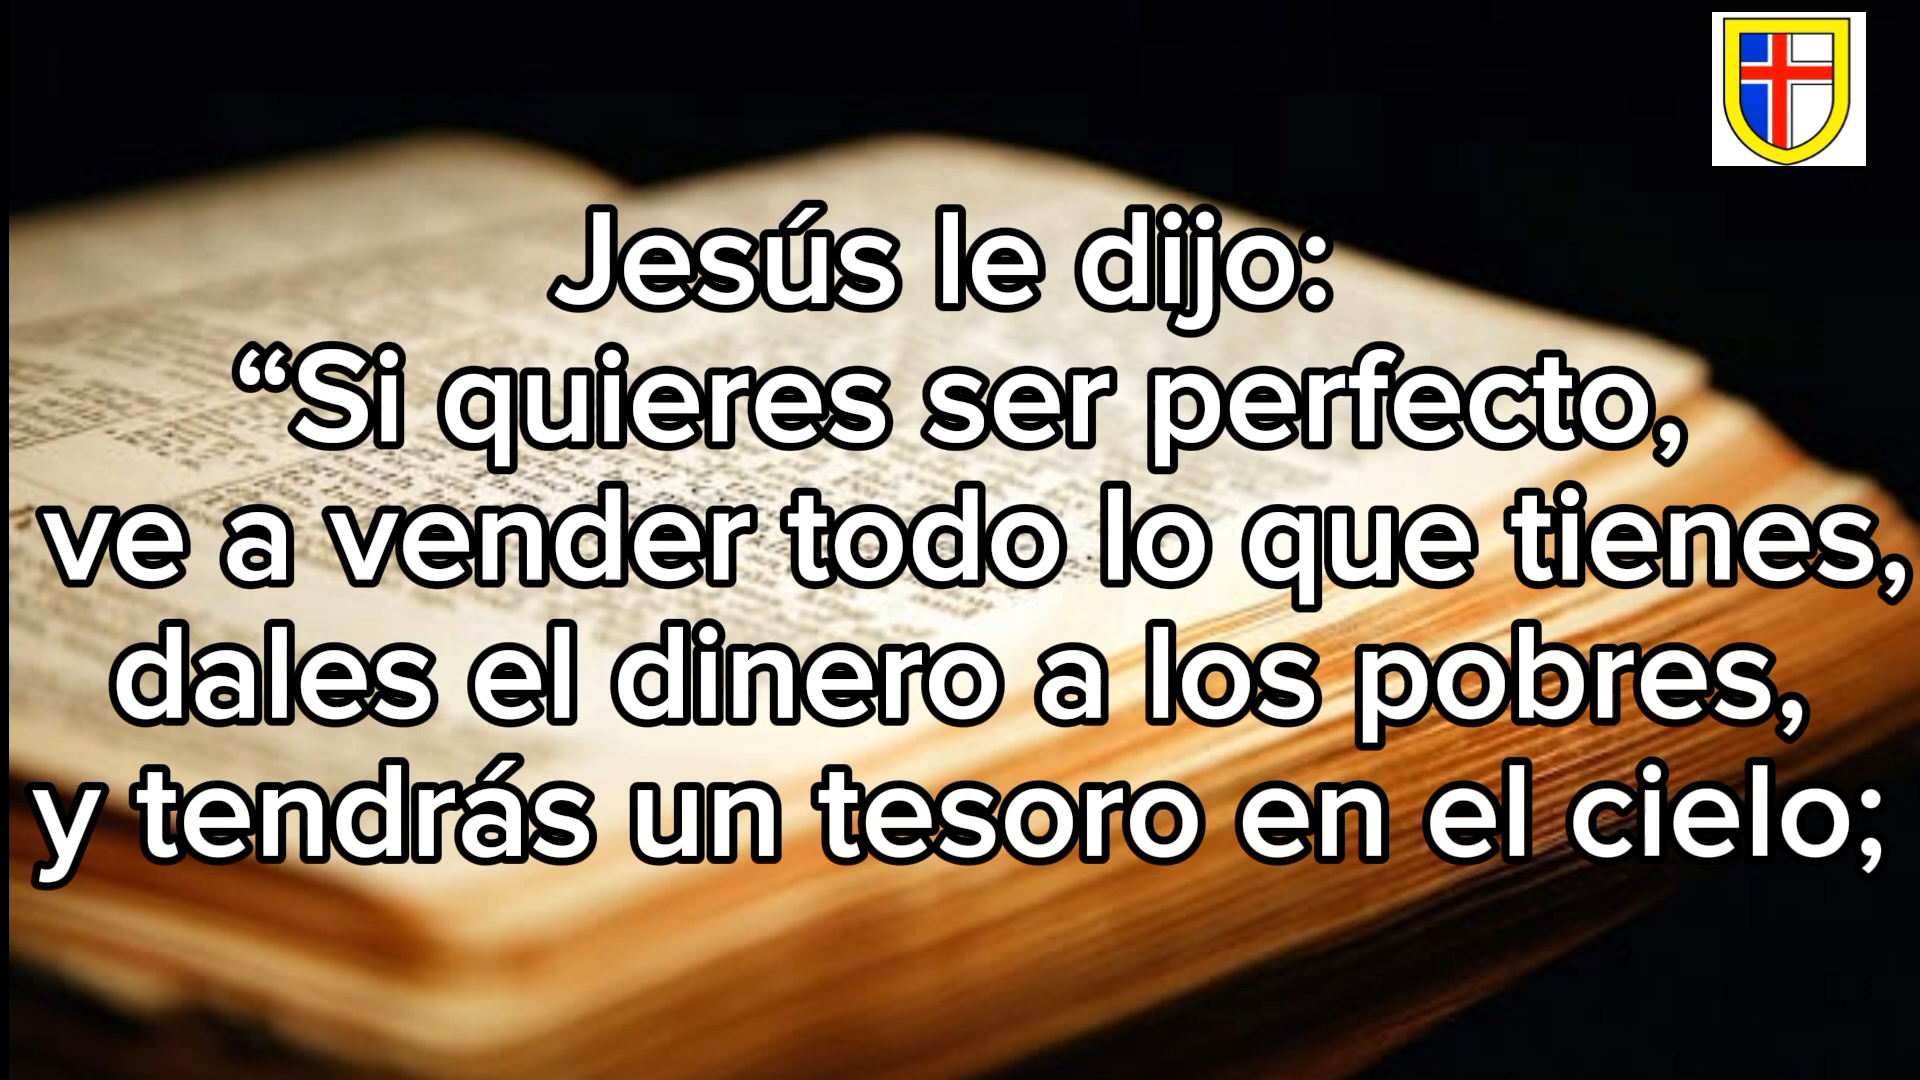 Jesús le dijo:
“Si quieres ser perfecto,
ve a vender todo lo que tienes,
dales el dinero a los pobres,
y tendrás un tesoro en el cielo;